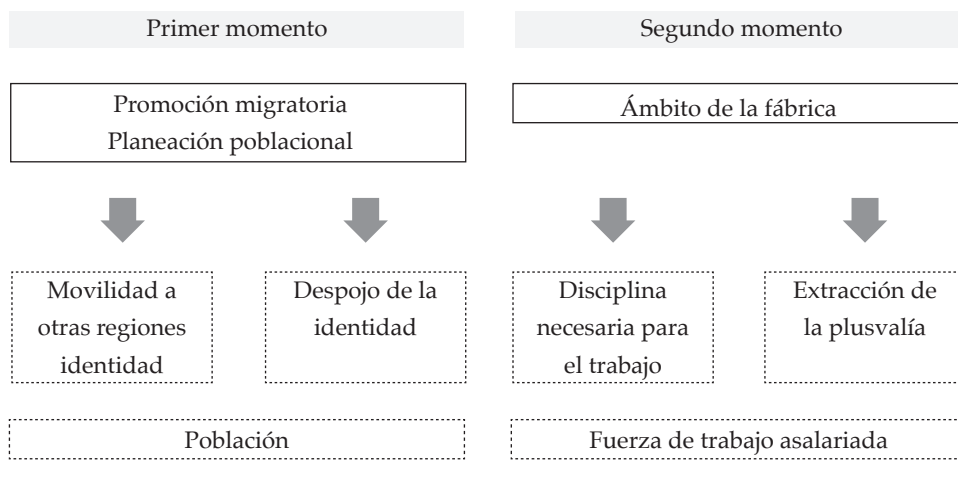 Primer momento
Segundo momento
Promoción migratoria
Planeación poblacional
Ámbito de la fábrica
Movilidad a
otras regiones
identidad
Despojo de la
identidad
Disciplina
necesaria para
el trabajo
Extracción de
la plusvalía
Población
Fuerza de trabajo asalariada